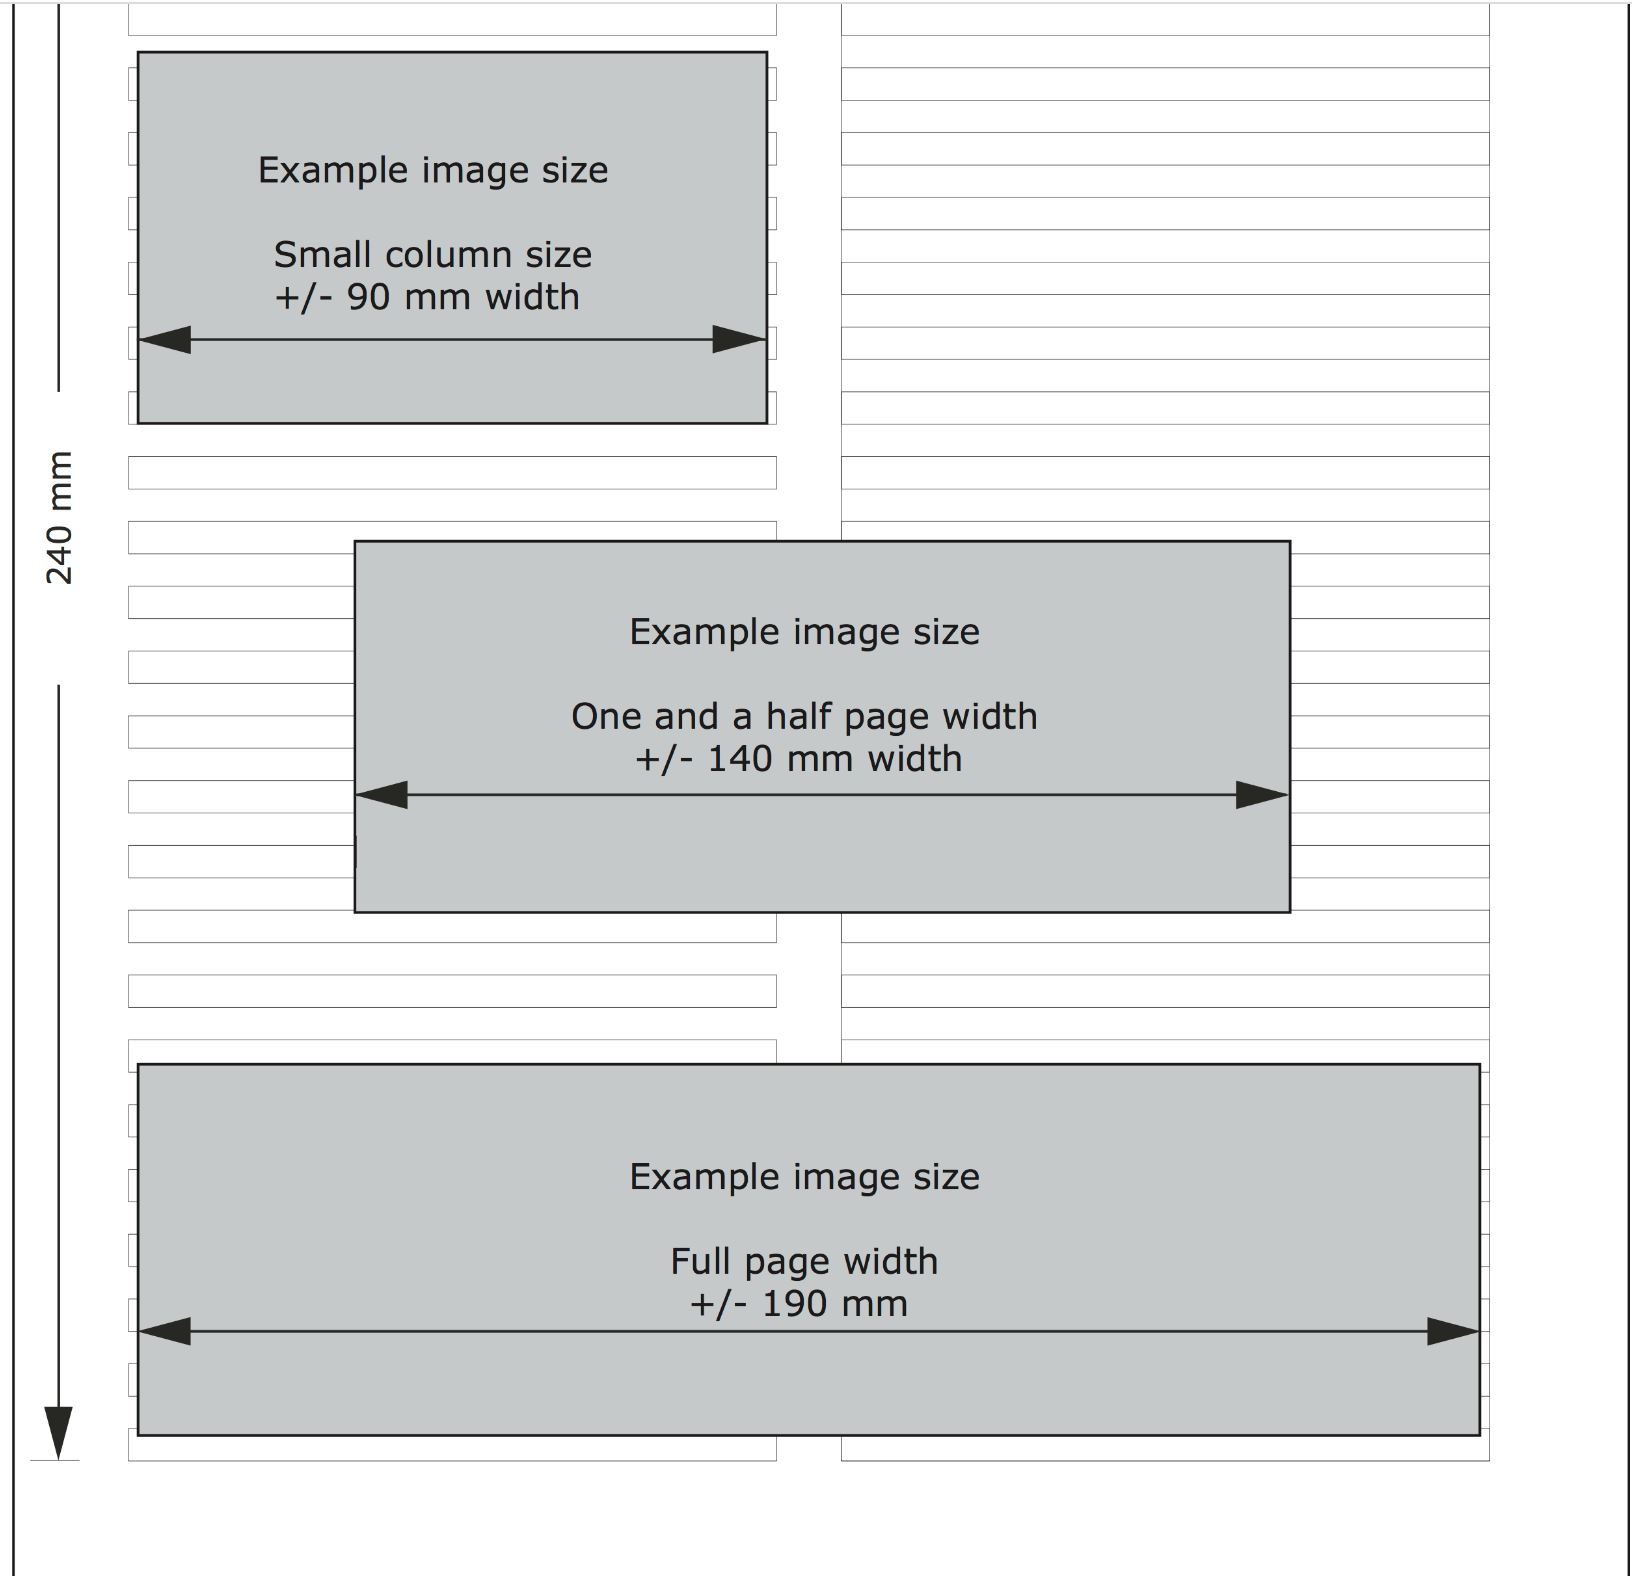 Example image size
Small column size
+/- 90 mm width
240 mm
Example image size
One and a half page width
+/- 140 mm width
Example image size
Full page width
+/- 190 mm